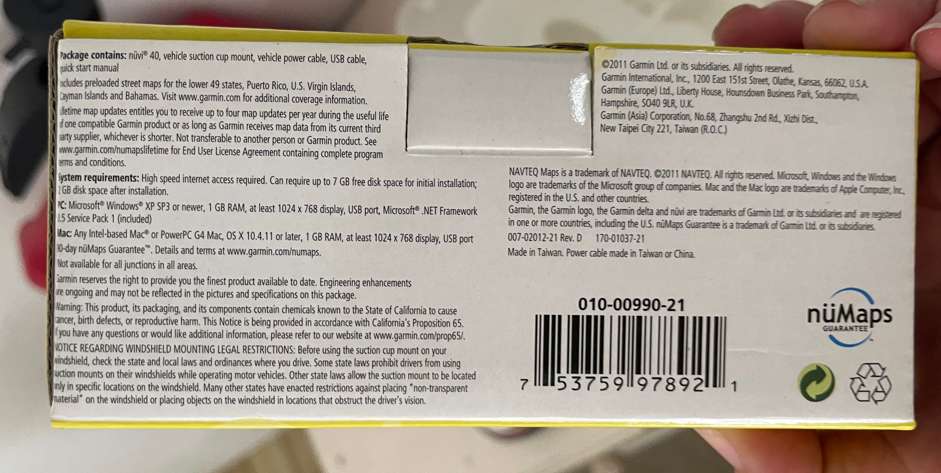 Package contains: nüvi® 40, vehicle suction cup mount, vehicle power cable, USB cable,
quick start manual
Includes preloaded street maps for the lower 49 states, Puerto Rico, U.S. Virgin Islands,
Cayman Islands and Bahamas. Visit www.garmin.com for additional coverage information.
Lifetime map updates entitles you to receive up to four map updates per year during the useful life
of one compatible Garmin product or as long as Garmin receives map data from its current third
party supplier, whichever is shorter. Not transferable to another person or Garmin product. See
www.garmin.com/numapslifetime for End User License Agreement containing complete program
terms and conditions.
System requirements: High speed internet access required. Can require up to 7 GB free disk space for initial installation;
GB disk space after installation.
PC: Microsoft® Windows® XP SP3 or newer, 1 GB RAM, at least 1024 x 768 display, USB port, Microsoft® .NET Framework
3.5 Service Pack 1 (included)
Mac: Any Intel-based Mac® or PowerPC G4 Mac, OS X 10.4.11 or later, 1 GB RAM, at least 1024 x 768 display, USB port
0-day nüMaps Guarantee™. Details and terms at www.garmin.com/numaps.
Not available for all junctions in all areas.
Garmin reserves the right to provide you the finest product available to date. Engineering enhancements
are ongoing and may not be reflected in the pictures and specifications on this package.
Warning: This product, its packaging, and its components contain chemicals known to the State of California to cause
cancer, birth defects, or reproductive harm. This Notice is being provided in accordance with California's Proposition 65.
If you have any questions or would like additional information, please refer to our website at www.garmin.com/prop65/.
NOTICE REGARDING WINDSHIELD MOUNTING LEGAL RESTRICTIONS: Before using the suction cup mount on your
windshield, check the state and local laws and ordinances where you drive. Some state laws prohibit drivers from using
suction mounts on their windshields while operating motor vehicles. Other state laws allow the suction mount to be located
only in specific locations on the windshield. Many other states have enacted restrictions against placing "non-transparent
material" on the windshield or placing objects on the windshield in locations that obstruct the driver's vision.
©2011 Garmin Ltd. or its subsidiaries. All rights reserved.
Garmin International, Inc., 1200 East 151st Street, Olathe, Kansas, 66062, U.S.A.
Garmin (Europe) Ltd., Liberty House, Hounsdown Business Park, Southampton,
Hampshire, SO40 9LR, U.K.
Garmin (Asia) Corporation, No.68, Zhangshu 2nd Rd., Xizhi Dist.,
New Taipei City 221, Taiwan (R.O.C.)
NAVTEQ Maps is a trademark of NAVTEQ. ©2011 NAVTEQ. All rights reserved. Microsoft, Windows and the Windows
logo are trademarks of the Microsoft group of companies. Mac and the Mac logo are trademarks of Apple Computer, Inc.,
registered in the U.S. and other countries.
Garmin, the Garmin logo, the Garmin delta and nüvi are trademarks of Garmin Ltd. or its subsidiaries and are registered
in one or more countries, including the U.S. nüMaps Guarantee is a trademark of Garmin Ltd. or its subsidiaries.
007-02012-21 Rev. D 170-01037-21
Made in Taiwan. Power cable made in Taiwan or China.
010-00990-21
7 53759 97892 1
nüMaps
GUARANTEE™